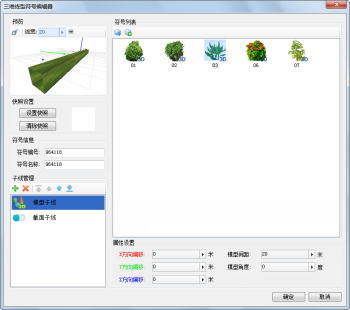 三维线型符号编辑器
预览
线宽: 20 米
快照设置
设置快照
清除快照
符号信息
符号编号: 964118
符号名称: 964118
子线管理
模型子线
截面子线
符号列表
01 02 03 06 07
属性设置
X方向偏移: 0 米 模型间距: 20 米
Y方向偏移: 0 米 模型角度: 0 度
Z方向偏移: 0 米
确定 取消